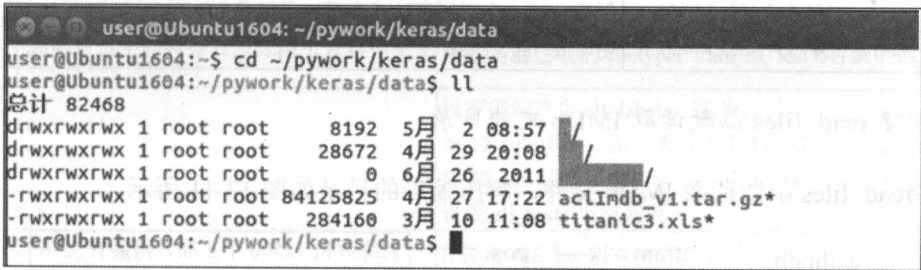 user@Ubuntu1604: ~/pywork/keras/data
user@Ubuntu1604:~$ cd ~/pywork/keras/data
user@Ubuntu1604:~/pywork/keras/data$ ll
总计 82468
drwxrwxrwx 1 root root 8192 5月 2 08:57 /
drwxrwxrwx 1 root root 28672 4月 29 20:08 /
drwxrwxrwx 1 root root 0 6月 26 2011 /
-rwxrwxrwx 1 root root 84125825 4月 27 17:22 aclImdb_v1.tar.gz*
-rwxrwxrwx 1 root root 284160 3月 10 11:08 titanic3.xls*
user@Ubuntu1604:~/pywork/keras/data$